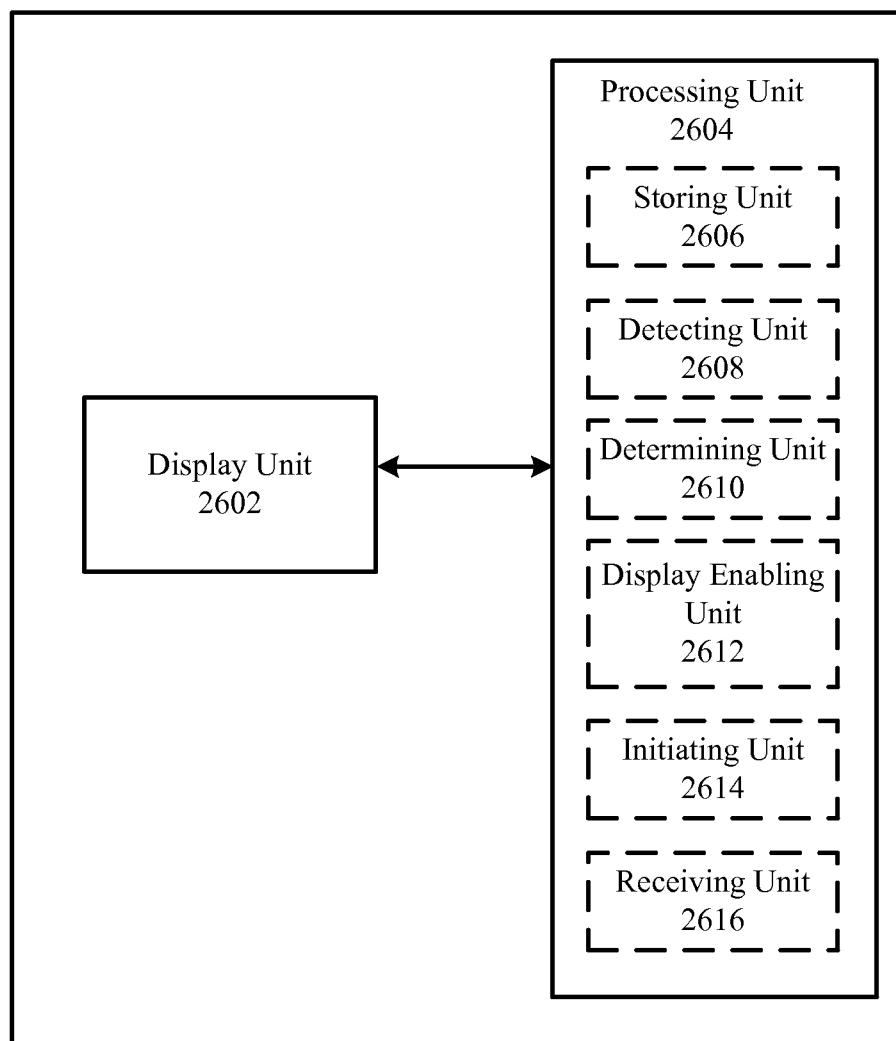 Processing Unit
2604
Storing Unit
2606
Detecting Unit
2608
Determining Unit
2610
Display Enabling
Unit
2612
Initiating Unit
2614
Receiving Unit
2616
Display Unit
2602